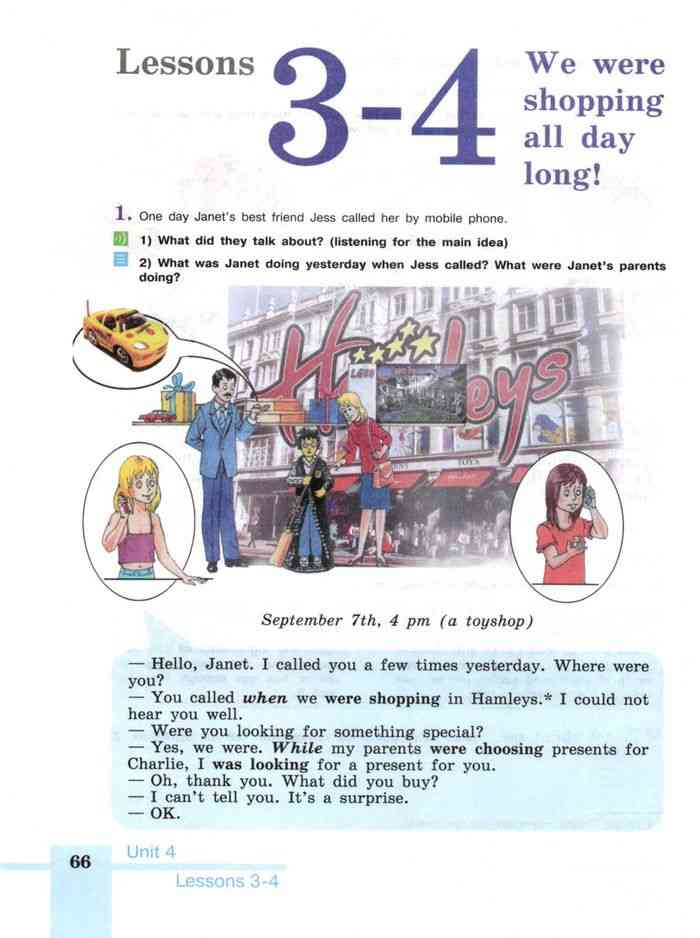 Lessons
3-4
We were
shopping
all day
long!
1. One day Janet's best friend Jess called her by mobile phone.
1) What did they talk about? (listening for the main idea)
2) What was Janet doing yesterday when Jess called? What were Janet's parents
doing?
Hamleys
LEGO
TOYS
September 7th, 4 pm (a toyshop)
— Hello, Janet. I called you a few times yesterday. Where were
you?
— You called when we were shopping in Hamleys.* I could not
hear you well.
— Were you looking for something special?
— Yes, we were. While my parents were choosing presents for
Charlie, I was looking for a present for you.
— Oh, thank you. What did you buy?
— I can't tell you. It's a surprise.
— OK.
66
Unit 4
Lessons 3-4